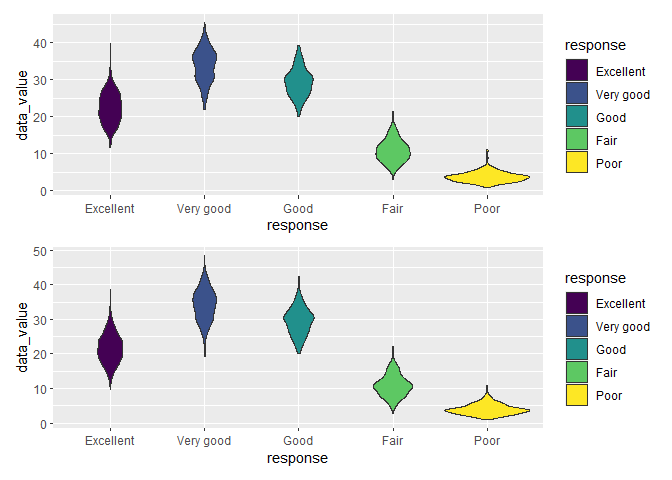 data_value
40
30
20
10
0
Excellent Very good Good Fair Poor
response
response
Excellent
Very good
Good
Fair
Poor
data_value
50
40
30
20
10
0
Excellent Very good Good Fair Poor
response
response
Excellent
Very good
Good
Fair
Poor